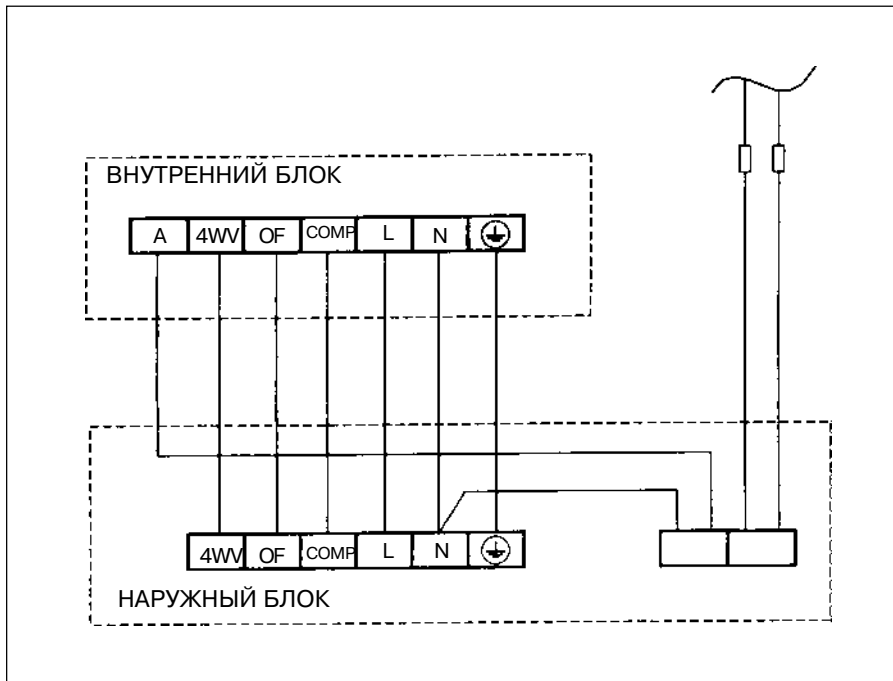 ВНУТРЕННИЙ БЛОК
A 4WV OF COMP L N
4WV OF COMP L N
НАРУЖНЫЙ БЛОК